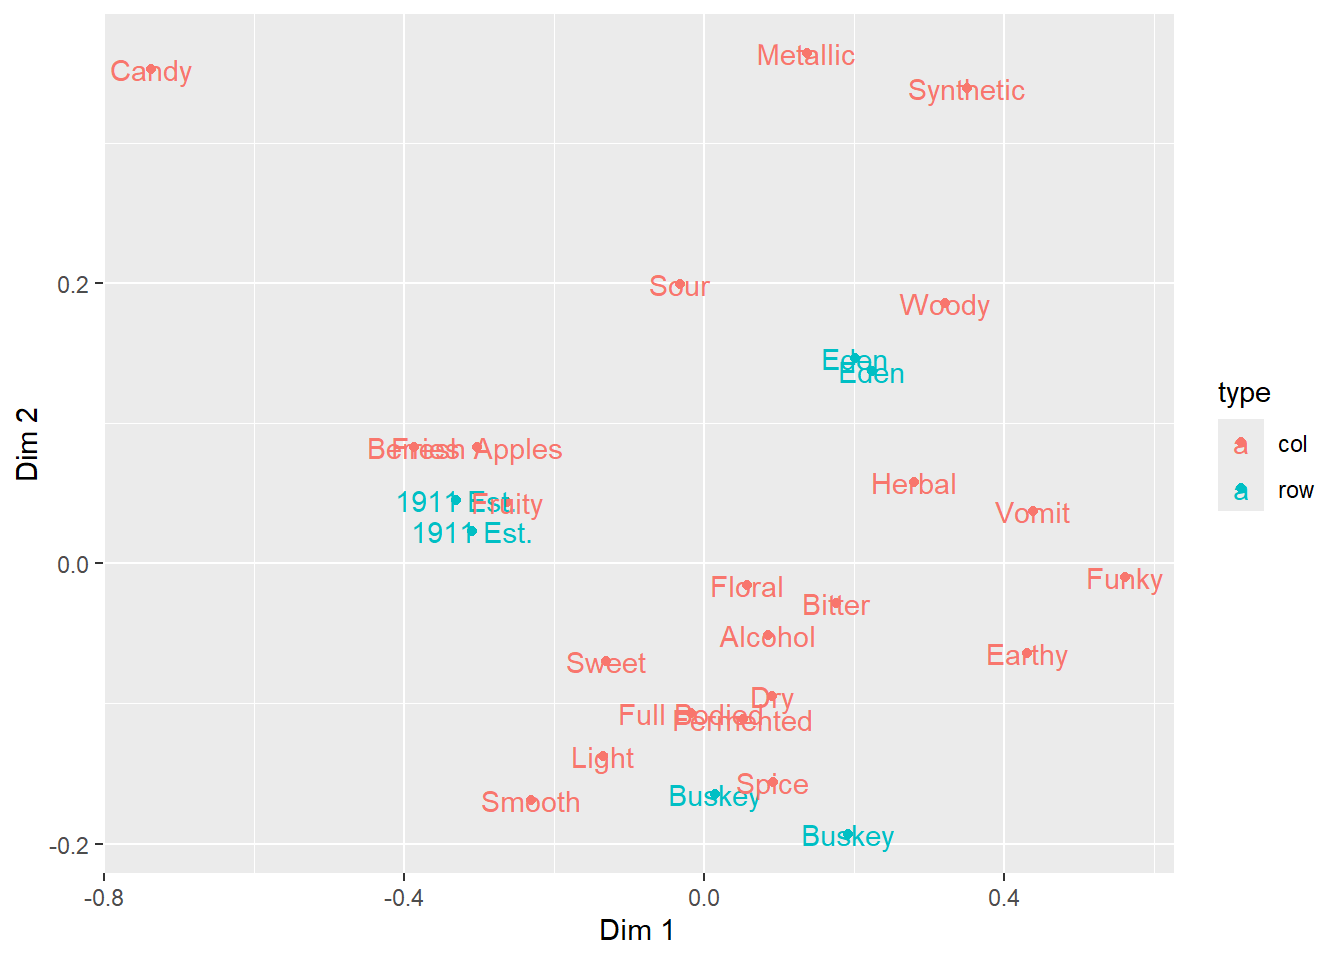 Candy
Metallic
Synthetic
Sour
Woody
Eden
Eden
Berries
Fresh Apples
1911 Est.
Fruity
1911 Est.
Herbal
Vomit
Floral
Funky
Bitter
Alcohol
Earthy
Sweet
Dry
Full Bodied
Fermented
Light
Spice
Smooth
Buskey
Buskey
0.2
0.0
-0.2
-0.8
-0.4
0.0
0.4
Dim 1
Dim 2
type
a col
a row